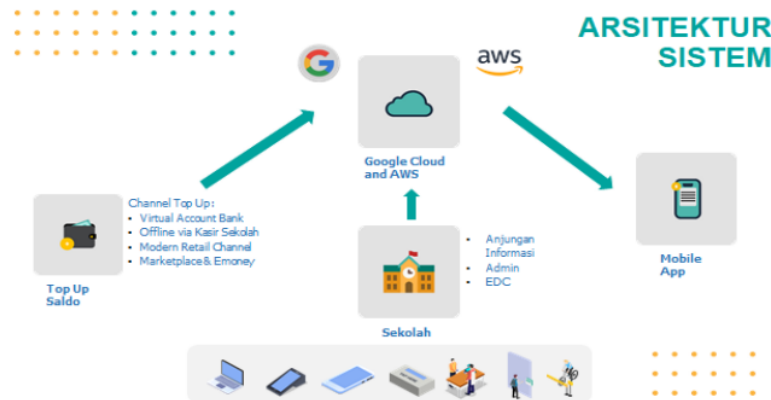 ARSITEKTUR
SISTEM
aws
Google Cloud
and AWS
Channel Top Up:
• Virtual Account Bank
• Offline via Kasir Sekolah
• Modern Retail Channel
• Marketplace & Emoney
Top Up
Saldo
• Anjungan
Informasi
• Admin
• EDC
Sekolah
Mobile
App